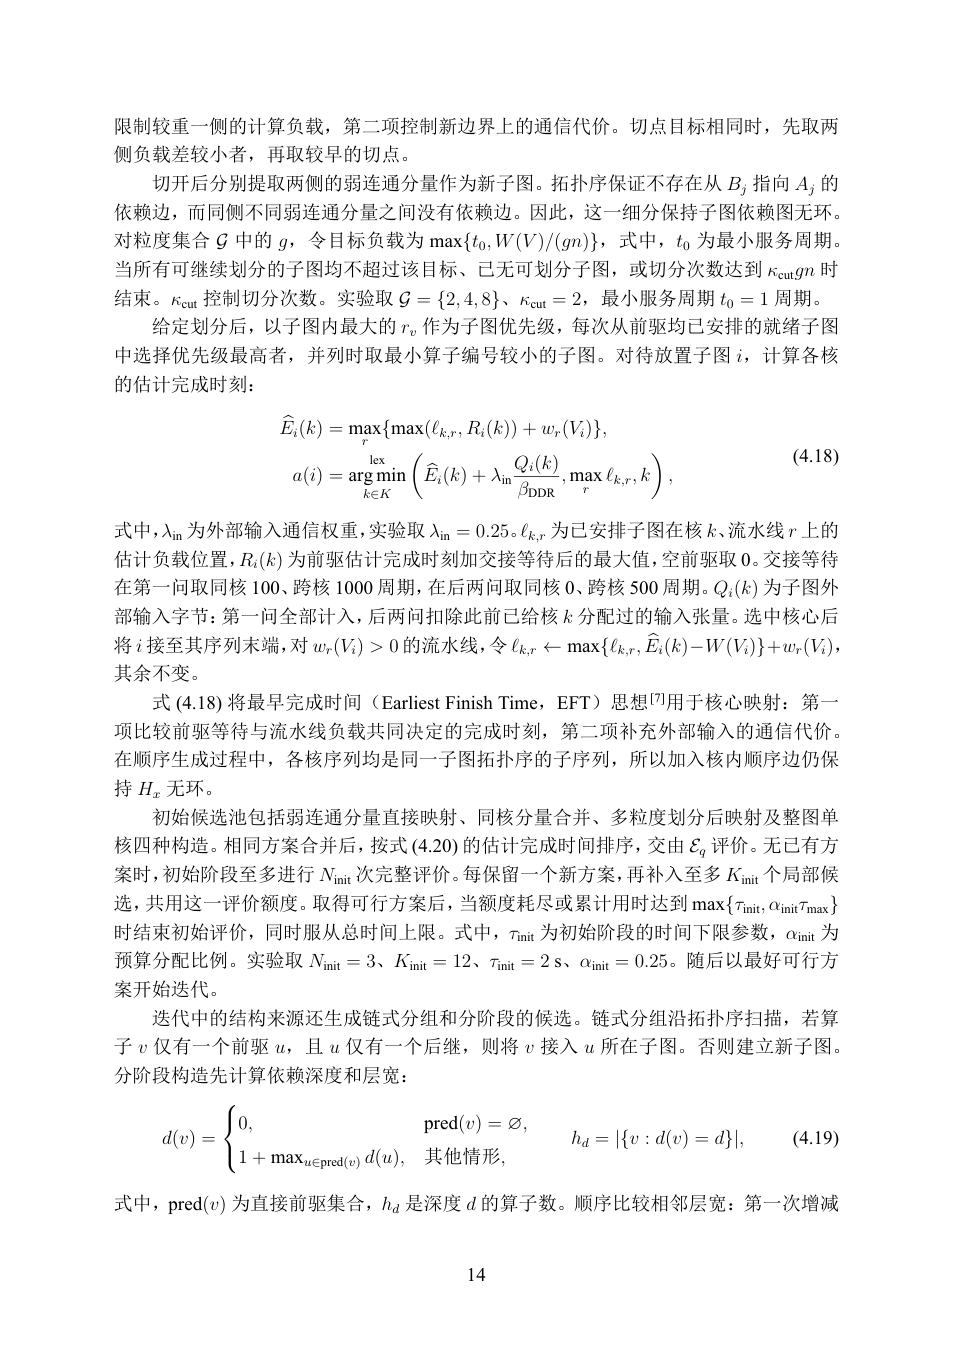 限制较重一侧的计算负载，第二项控制新边界上的通信代价。切点目标相同时，先取两
侧负载差较小者，再取较早的切点。
切开后分别提取两侧的弱连通分量作为新子图。拓扑序保证不存在从 B_j 指向 A_j 的
依赖边，而同侧不同弱连通分量之间没有依赖边。因此，这一细分保持子图依赖图无环。
对粒度集合 𝒢 中的 g，令目标负载为 max{t_0, W(V)/(gn)}，式中，t_0 为最小服务周期。
当所有可继续划分的子图均不超过该目标、已无可划分子图，或切分次数达到 κ_cut gn 时
结束。κ_cut 控制切分次数。实验取 𝒢 = {2, 4, 8}、κ_cut = 2，最小服务周期 t_0 = 1 周期。
给定划分后，以子图内最大的 r_v 作为子图优先级，每次从前驱均已安排的就绪子图
中选择优先级最高者，并列时取最小算子编号较小的子图。对待放置子图 i，计算各核
的估计完成时刻：
Ê_i(k) = max_r{max(ℓ_{k,r}, R_i(k)) + w_r(V_i)},
a(i) = arg min^{lex}_{k∈K} (Ê_i(k) + λ_in Q_i(k)/β_DDR, max_r ℓ_{k,r}, k), (4.18)
式中，λ_in 为外部输入通信权重，实验取 λ_in = 0.25。ℓ_{k,r} 为已安排子图在核 k、流水线 r 上的
估计负载位置，R_i(k) 为前驱估计完成时刻加交接等待后的最大值，空前驱取 0。交接等待
在第一问取同核 100、跨核 1000 周期，在后两问取同核 0、跨核 500 周期。Q_i(k) 为子图外
部输入字节：第一问全部计入，后两问扣除此前已给核 k 分配过的输入张量。选中核心后
将 i 接至其序列末端，对 w_r(V_i) > 0 的流水线，令 ℓ_{k,r} ← max{ℓ_{k,r}, Ê_i(k)−W(V_i)}+w_r(V_i)，
其余不变。
式 (4.18) 将最早完成时间（Earliest Finish Time，EFT）思想[7]用于核心映射：第一
项比较前驱等待与流水线负载共同决定的完成时刻，第二项补充外部输入的通信代价。
在顺序生成过程中，各核序列均是同一子图拓扑序的子序列，所以加入核内顺序边仍保
持 H_x 无环。
初始候选池包括弱连通分量直接映射、同核分量合并、多粒度划分后映射及整图单
核四种构造。相同方案合并后，按式 (4.20) 的估计完成时间排序，交由 ℰ_q 评价。无已有方
案时，初始阶段至多进行 N_init 次完整评价。每保留一个新方案，再补入至多 K_init 个局部候
选，共用这一评价额度。取得可行方案后，当额度耗尽或累计用时达到 max{τ_init, α_init τ_max}
时结束初始评价，同时服从总时间上限。式中，τ_init 为初始阶段的时间下限参数，α_init 为
预算分配比例。实验取 N_init = 3、K_init = 12、τ_init = 2 s、α_init = 0.25。随后以最好可行方
案开始迭代。
迭代中的结构来源还生成链式分组和分阶段的候选。链式分组沿拓扑序扫描，若算
子 v 仅有一个前驱 u，且 u 仅有一个后继，则将 v 接入 u 所在子图。否则建立新子图。
分阶段构造先计算依赖深度和层宽：
d(v) = { 0, pred(v) = ∅,
1 + max_{u∈pred(v)} d(u), 其他情形, h_d = |{v : d(v) = d}|, (4.19)
式中，pred(v) 为直接前驱集合，h_d 是深度 d 的算子数。顺序比较相邻层宽：第一次增减
14